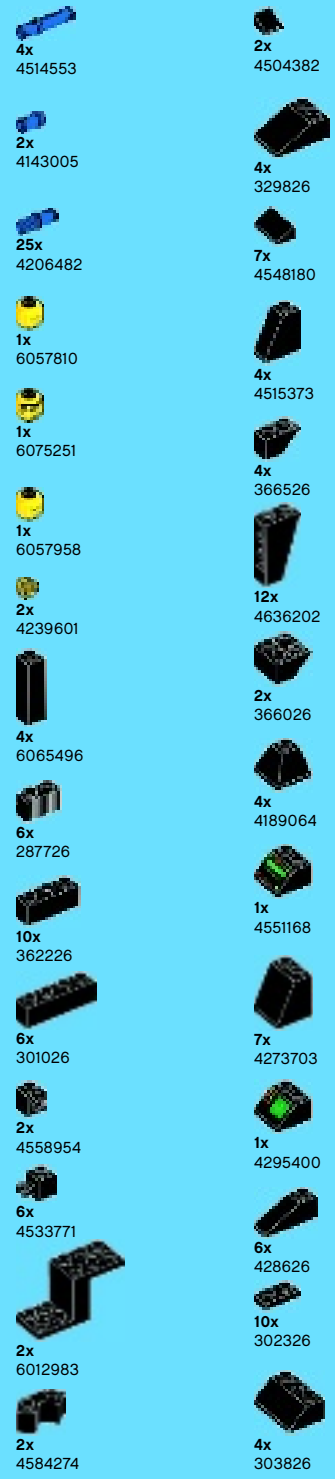 4x
4514553
2x
4143005
25x
4206482
1x
6057810
1x
6075251
1x
6057958
2x
4239601
4x
6065496
6x
287726
10x
362226
6x
301026
2x
4558954
6x
4533771
2x
6012983
2x
4584274
2x
4504382
4x
329826
7x
4548180
4x
4515373
4x
366526
12x
4636202
2x
366026
4x
4189064
1x
4551168
7x
4273703
1x
4295400
6x
428626
10x
302326
4x
303826